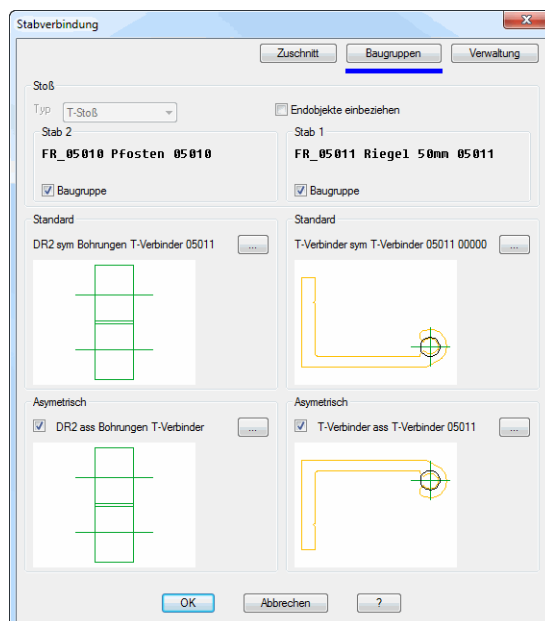 Stabverbindung
Zuschnitt Baugruppen Verwaltung
Stoß
Typ T-Stoß Endobjekte einbeziehen
Stab 2 Stab 1
FR_05010 Pfosten 05010 FR_05011 Riegel 50mm 05011
Baugruppe Baugruppe
Standard Standard
DR2 sym Bohrungen T-Verbinder 05011 ... T-Verbinder sym T-Verbinder 05011 00000 ...
Asymetrisch Asymetrisch
DR2 ass Bohrungen T-Verbinder ... T-Verbinder ass T-Verbinder 05011 ...
OK Abbrechen ?